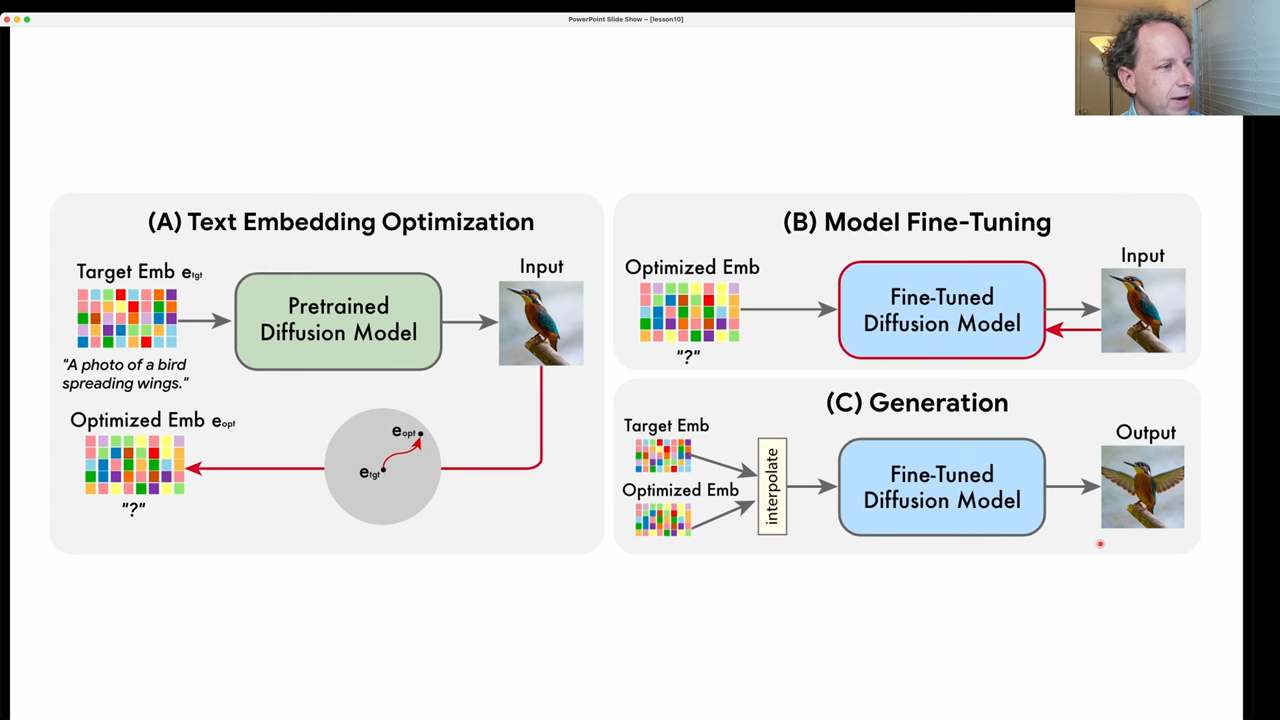 PowerPoint Slide Show – [lesson10]
(A) Text Embedding Optimization
Target Emb etgt
Pretrained
Diffusion Model
Input
"A photo of a bird
spreading wings."
Optimized Emb eopt
"?"
eopt
etgt
(B) Model Fine-Tuning
Optimized Emb
"?"
Fine-Tuned
Diffusion Model
Input
(C) Generation
Target Emb
Optimized Emb
interpolate
Fine-Tuned
Diffusion Model
Output